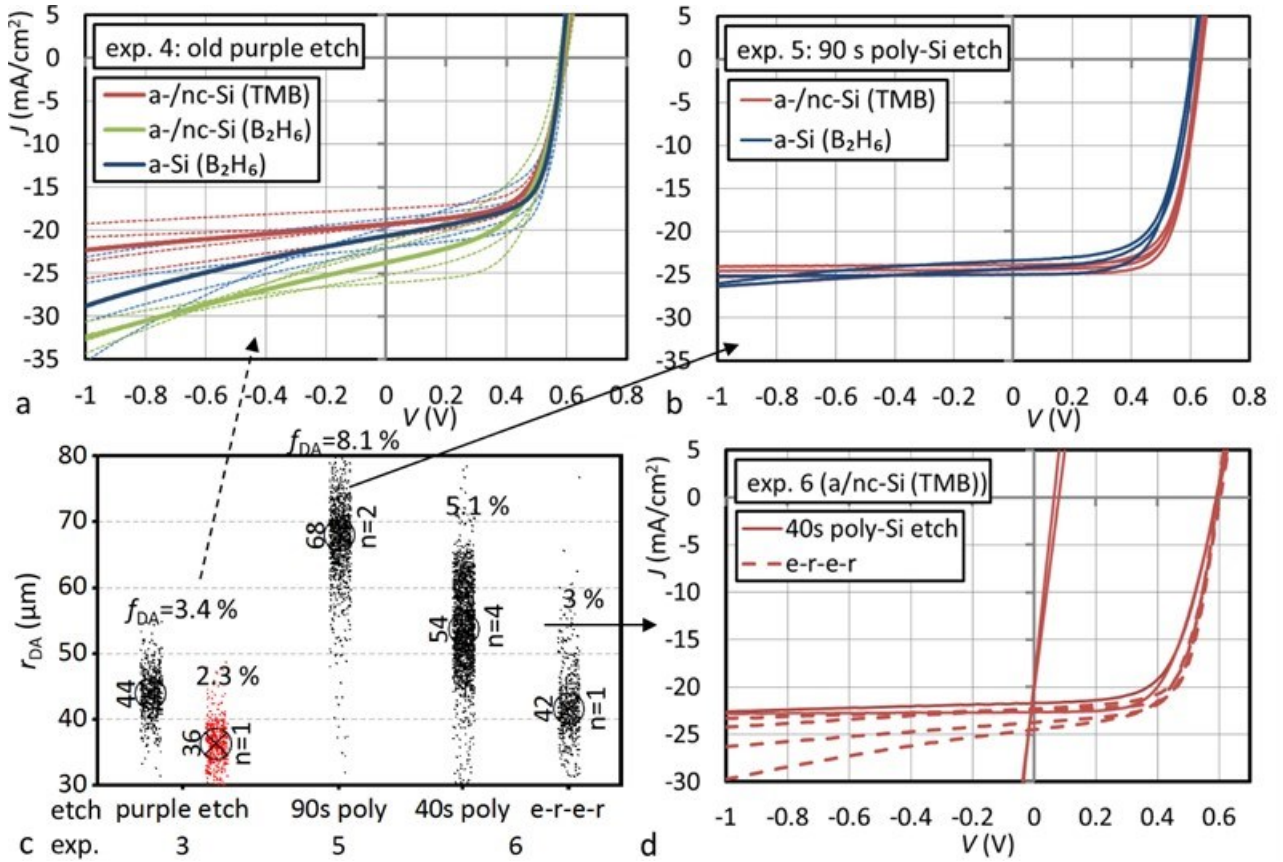 exp. 4: old purple etch
a-/nc-Si (TMB)
a-/nc-Si (B₂H₆)
a-Si (B₂H₆)
J (mA/cm²)
5
0
-5
-10
-15
-20
-25
-30
-35
-1 -0.8 -0.6 -0.4 -0.2 0 0.2 0.4 0.6 0.8
V (V)
a
exp. 5: 90 s poly-Si etch
a-/nc-Si (TMB)
a-Si (B₂H₆)
J (mA/cm²)
5
0
-5
-10
-15
-20
-25
-30
-35
-1 -0.8 -0.6 -0.4 -0.2 0 0.2 0.4 0.6 0.8
V (V)
b
r_DA (µm)
80
70
60
50
40
30
f_DA=8.1 %
5.1 %
3 %
f_DA=3.4 %
2.3 %
44
36
n=1
68
n=2
54
n=4
42
n=1
etch purple etch 90s poly 40s poly e-r-e-r
c exp. 3 5 6
exp. 6 (a/nc-Si (TMB))
40s poly-Si etch
e-r-e-r
J (mA/cm²)
5
0
-5
-10
-15
-20
-25
-30
-1 -0.8 -0.6 -0.4 -0.2 0 0.2 0.4 0.6
V (V)
d